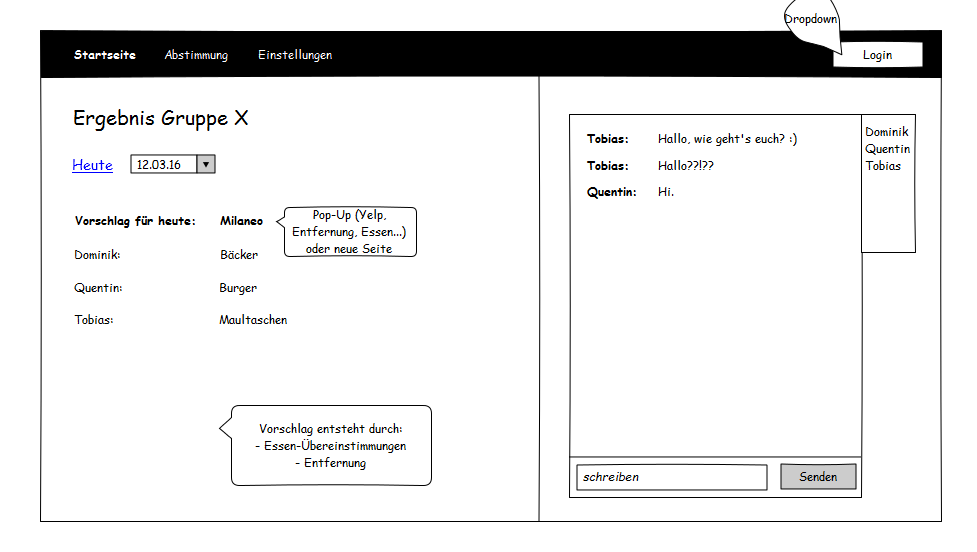 Dropdown
Startseite Abstimmung Einstellungen Login
Ergebnis Gruppe X
Heute 12.03.16
Vorschlag für heute: Milaneo
Pop-Up (Yelp,
Entfernung, Essen...)
oder neue Seite
Dominik: Bäcker
Quentin: Burger
Tobias: Maultaschen
Vorschlag entsteht durch:
- Essen-Übereinstimmungen
- Entfernung
Tobias: Hallo, wie geht's euch? :)
Tobias: Hallo??!??
Quentin: Hi.
Dominik
Quentin
Tobias
schreiben Senden